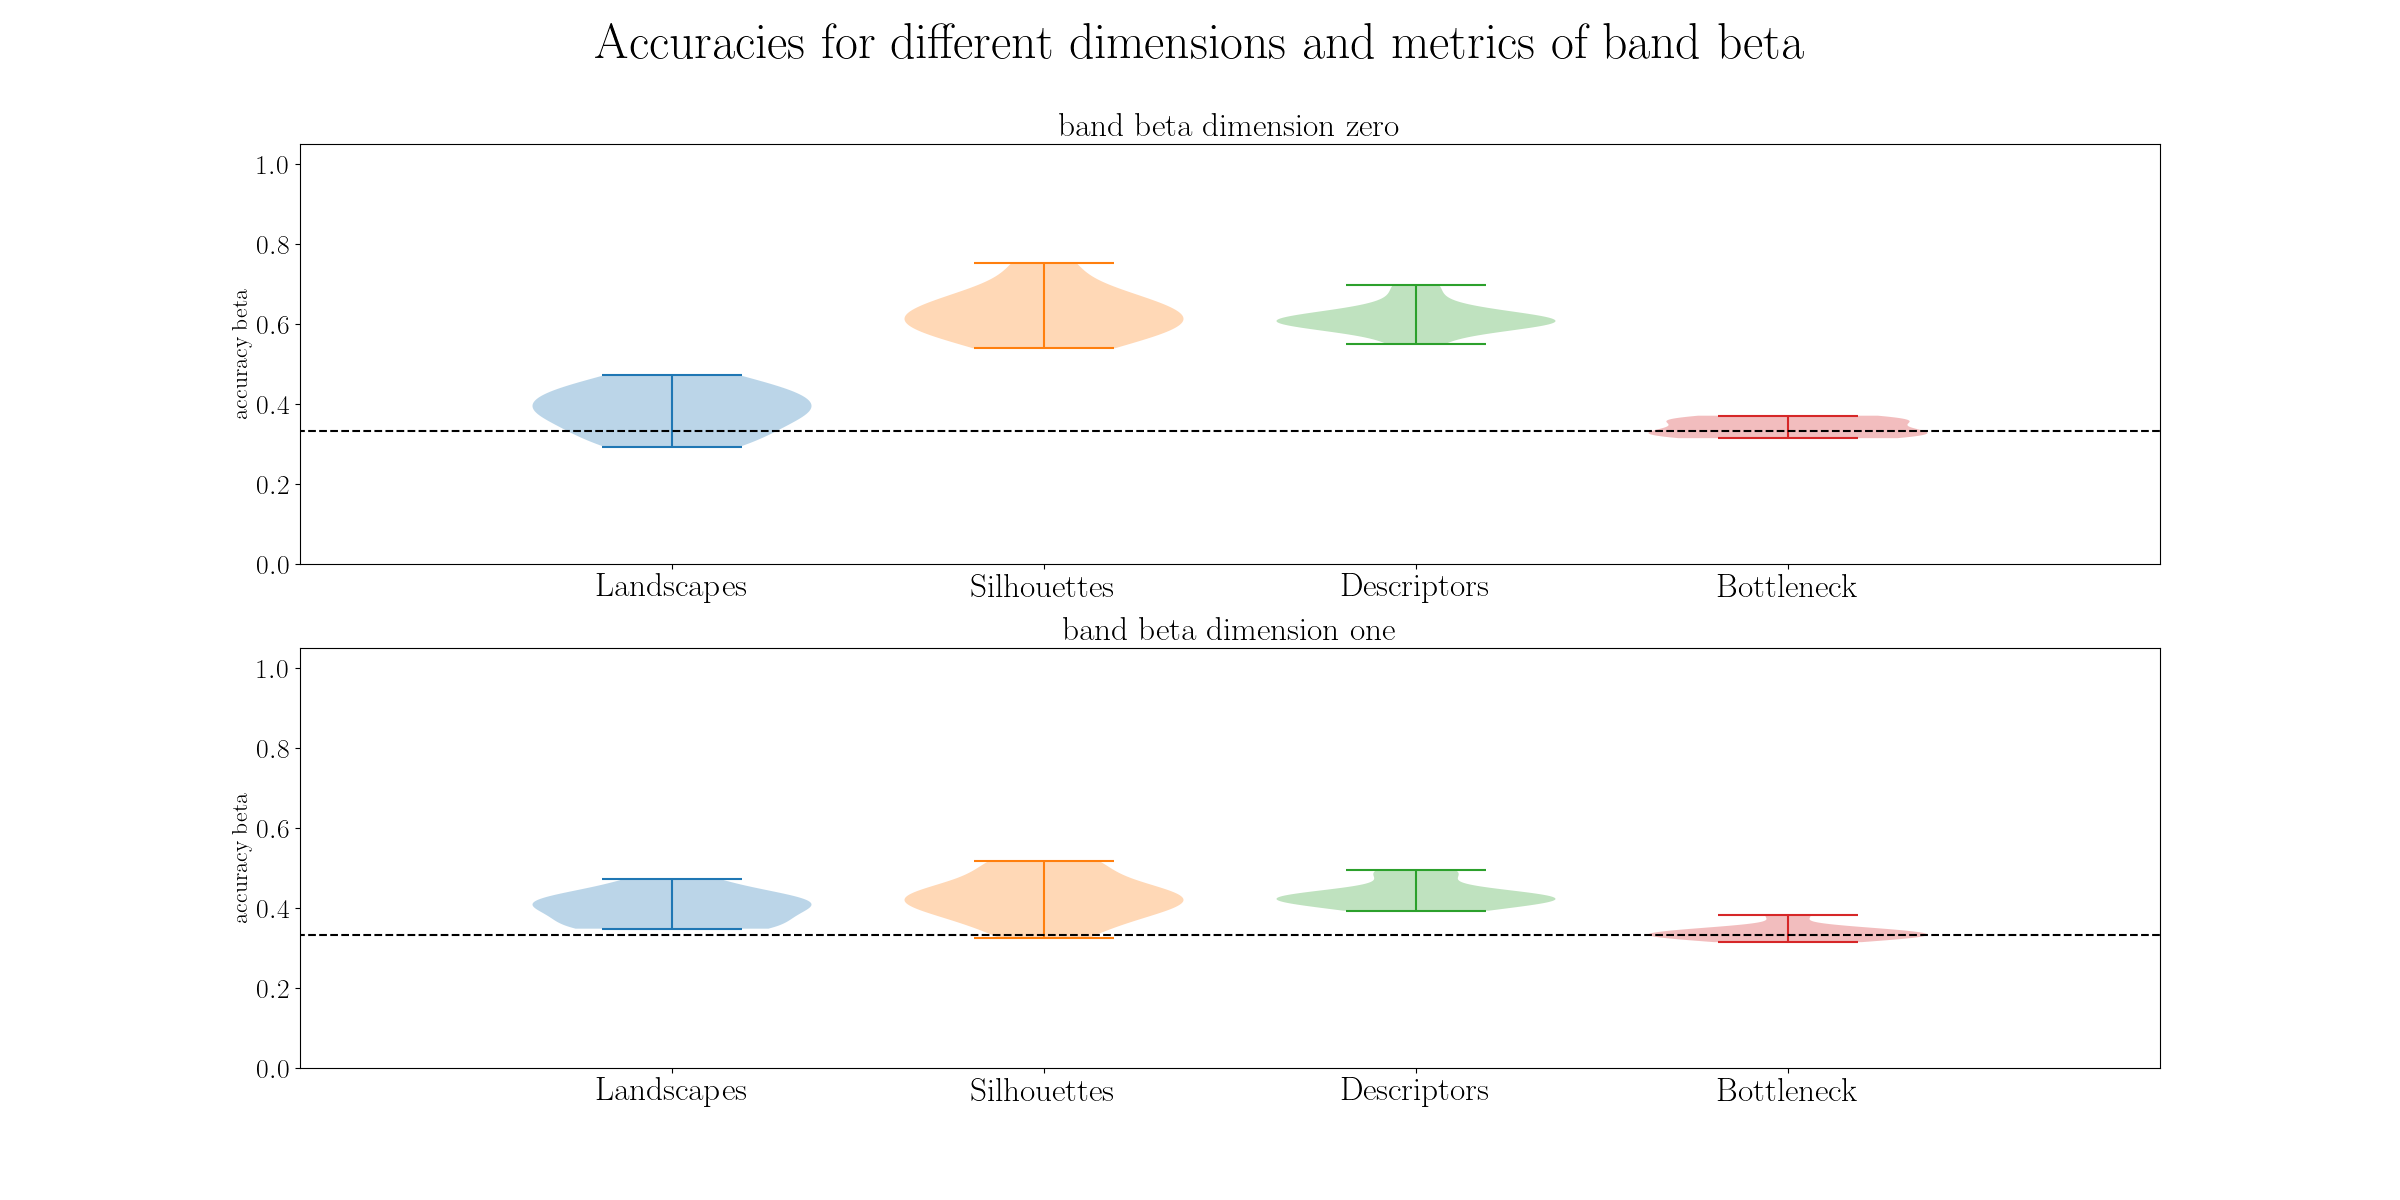 Accuracies for different dimensions and metrics of band beta
band beta dimension zero
accuracy beta
1.0
0.8
0.6
0.4
0.2
0.0
Landscapes Silhouettes Descriptors Bottleneck
band beta dimension one
accuracy beta
1.0
0.8
0.6
0.4
0.2
0.0
Landscapes Silhouettes Descriptors Bottleneck